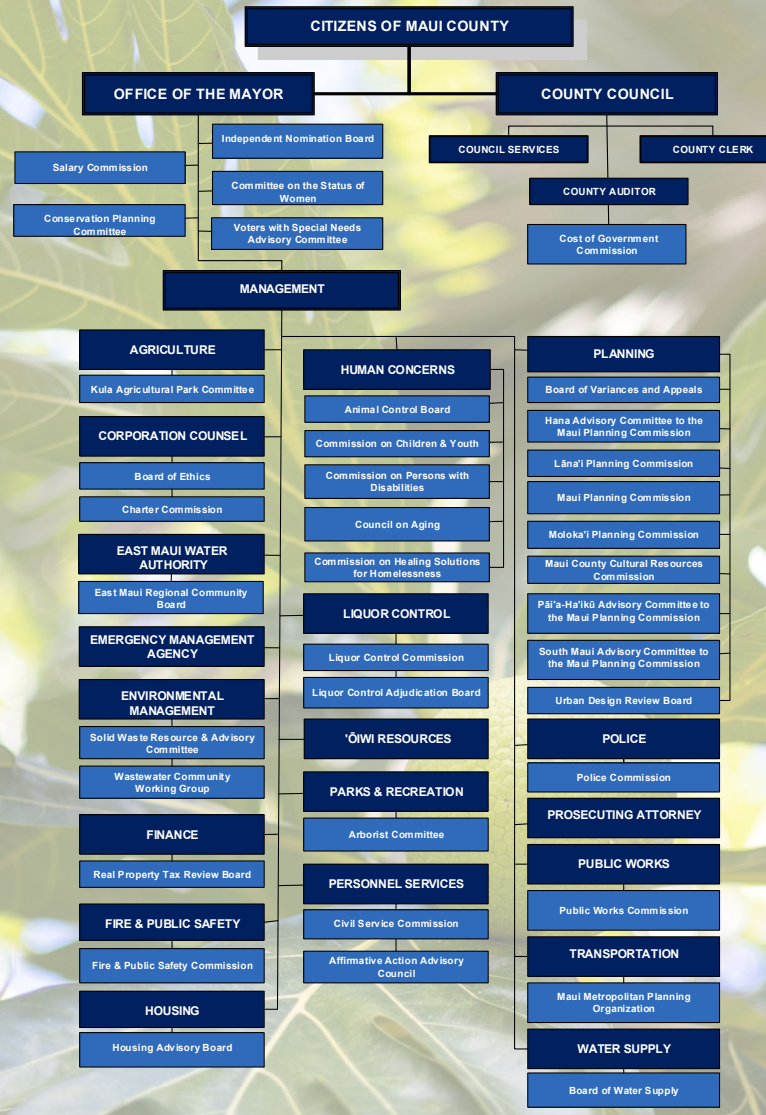 CITIZENS OF MAUI COUNTY
OFFICE OF THE MAYOR
COUNTY COUNCIL
Independent Nomination Board
Salary Commission
Committee on the Status of
Women
Conservation Planning
Committee
Voters with Special Needs
Advisory Committee
COUNCIL SERVICES
COUNTY CLERK
COUNTY AUDITOR
Cost of Government
Commission
MANAGEMENT
AGRICULTURE
Kula Agricultural Park Committee
CORPORATION COUNSEL
Board of Ethics
Charter Commission
EAST MAUI WATER
AUTHORITY
East Maui Regional Community
Board
EMERGENCY MANAGEMENT
AGENCY
ENVIRONMENTAL
MANAGEMENT
Solid Waste Resource & Advisory
Committee
Wastewater Community
Working Group
FINANCE
Real Property Tax Review Board
FIRE & PUBLIC SAFETY
Fire & Public Safety Commission
HOUSING
Housing Advisory Board
HUMAN CONCERNS
Animal Control Board
Commission on Children & Youth
Commission on Persons with
Disabilities
Council on Aging
Commission on Healing Solutions
for Homelessness
LIQUOR CONTROL
Liquor Control Commission
Liquor Control Adjudication Board
'ŌIWI RESOURCES
PARKS & RECREATION
Arborist Committee
PERSONNEL SERVICES
Civil Service Commission
Affirmative Action Advisory
Council
PLANNING
Board of Variances and Appeals
Hana Advisory Committee to the
Maui Planning Commission
Lāna'i Planning Commission
Maui Planning Commission
Moloka'i Planning Commission
Maui County Cultural Resources
Commission
Pāi'a-Ha'ikū Advisory Committee to
the Maui Planning Commission
South Maui Advisory Committee to
the Maui Planning Commission
Urban Design Review Board
POLICE
Police Commission
PROSECUTING ATTORNEY
PUBLIC WORKS
Public Works Commission
TRANSPORTATION
Maui Metropolitan Planning
Organization
WATER SUPPLY
Board of Water Supply